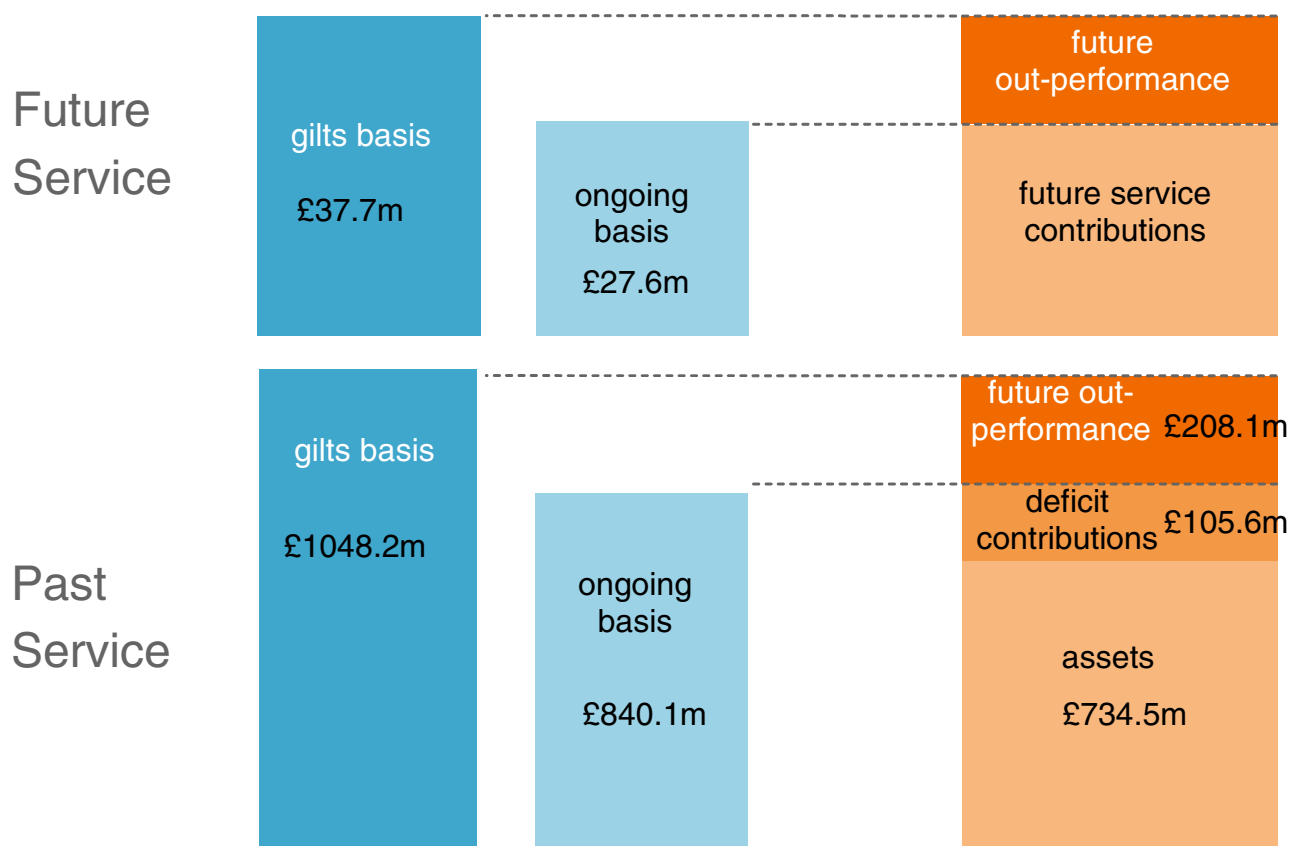 Future
Service
gilts basis
£37.7m
ongoing
basis
£27.6m
future
out-performance
future service
contributions
Past
Service
gilts basis
£1048.2m
ongoing
basis
£840.1m
future out-
performance £208.1m
deficit
contributions £105.6m
assets
£734.5m